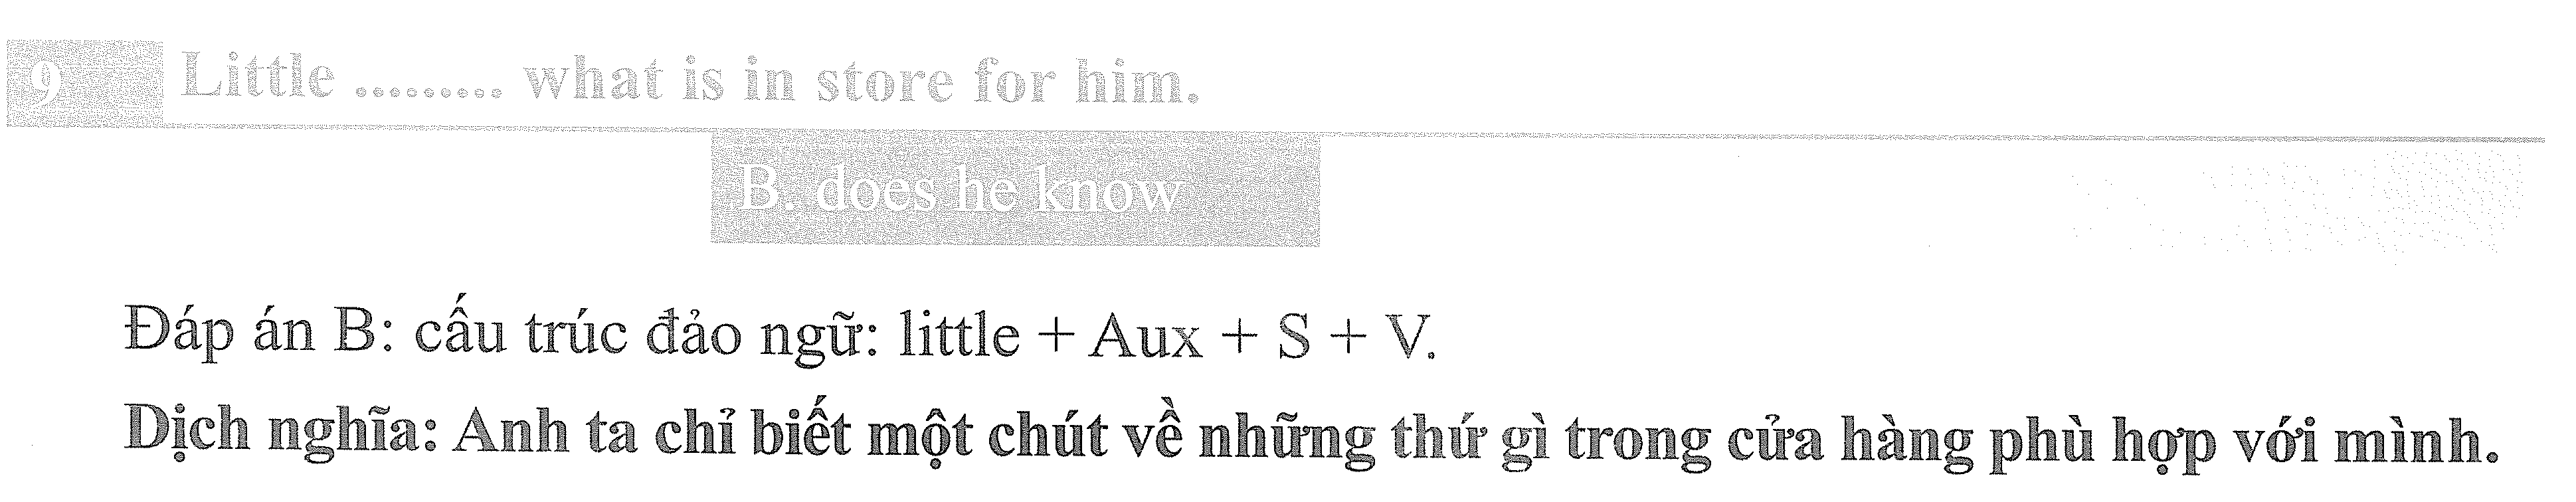 9 Little ......... what is in store for him.
B. does he know
Đáp án B: cấu trúc đảo ngữ: little + Aux + S + V.
Dịch nghĩa: Anh ta chỉ biết một chút về những thứ gì trong cửa hàng phù hợp với mình.